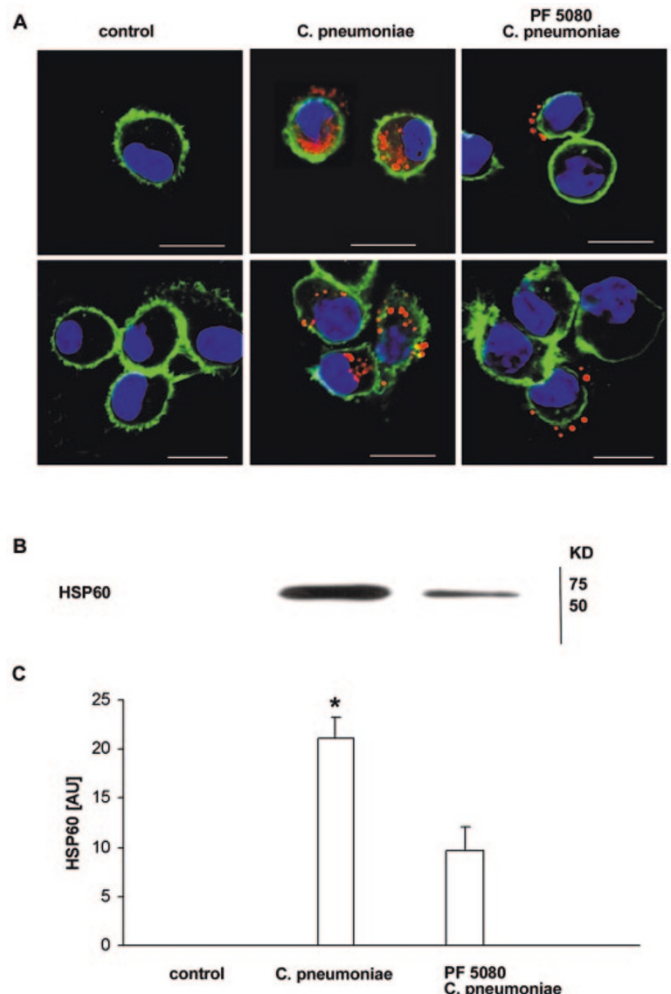 A
control
C. pneumoniae
PF 5080
C. pneumoniae
B
KD
HSP60
75
50
C
25
20
15
10
5
0
HSP60 [AU]
*
control
C. pneumoniae
PF 5080
C. pneumoniae